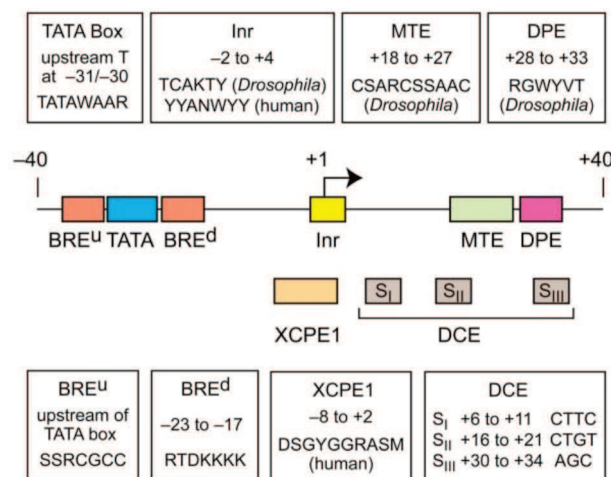 TATA Box
upstream T
at –31/–30
TATAWAAR
Inr
–2 to +4
TCAKTY (Drosophila)
YYANWYY (human)
MTE
+18 to +27
CSARCSSAAC
(Drosophila)
DPE
+28 to +33
RGWYVT
(Drosophila)
–40
+1
+40
BREu TATA BREd Inr MTE DPE
SI SII SIII
XCPE1 DCE
BREu
upstream of
TATA box
SSRCGCC
BREd
–23 to –17
RTDKKKK
XCPE1
–8 to +2
DSGYGGRASM
(human)
DCE
SI +6 to +11 CTTC
SII +16 to +21 CTGT
SIII +30 to +34 AGC